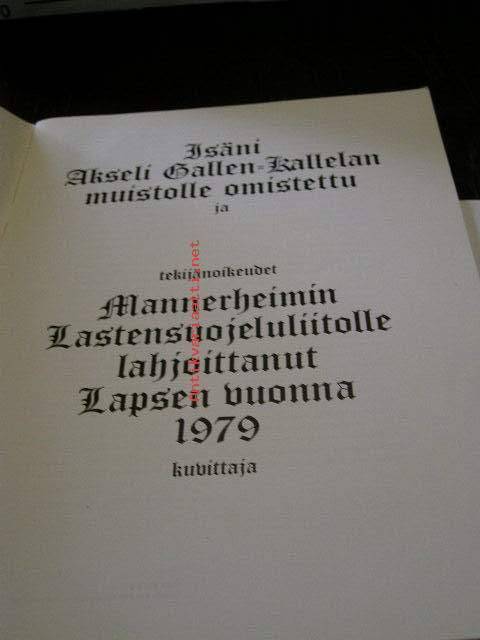 Isäni
Akseli Gallen-Kallelan
muistolle omistettu
ja
tekijänoikeudet
Mannerheimin
Lastensuojeluliitolle
lahjoittanut
Lapsen vuonna
1979
kuvittaja